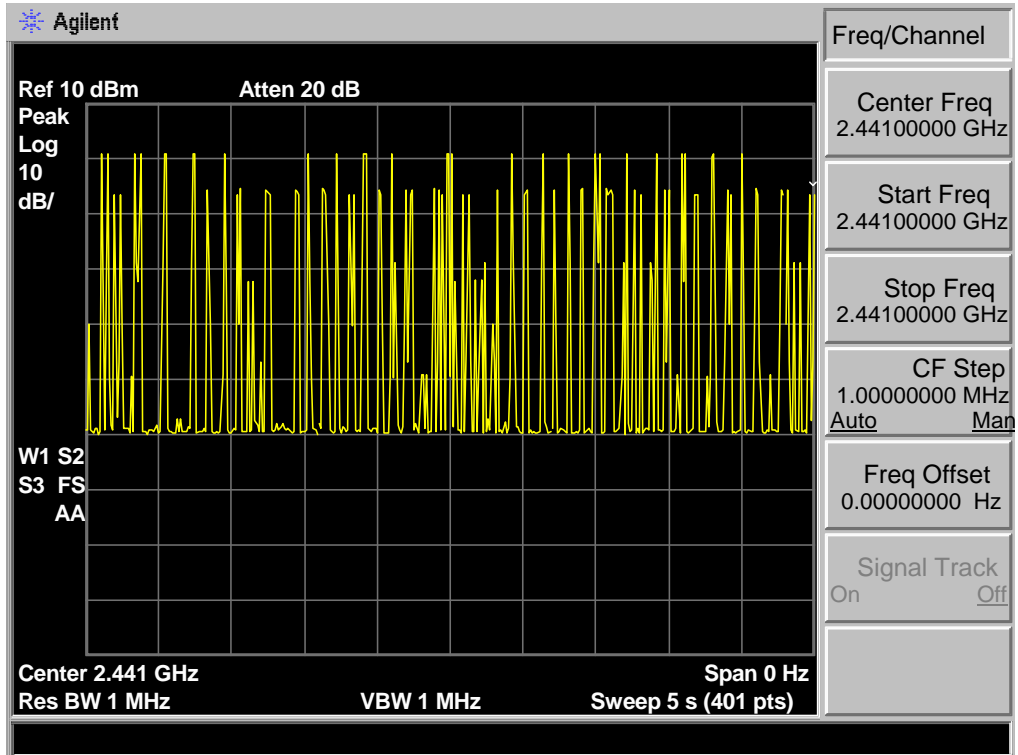 Agilent
Freq/Channel
Ref 10 dBm Atten 20 dB
Peak
Log
10
dB/
W1 S2
S3 FS
AA
Center 2.441 GHz Span 0 Hz
Res BW 1 MHz VBW 1 MHz Sweep 5 s (401 pts)
Center Freq
2.44100000 GHz
Start Freq
2.44100000 GHz
Stop Freq
2.44100000 GHz
CF Step
1.00000000 MHz
Auto Man
Freq Offset
0.00000000 Hz
Signal Track
On Off